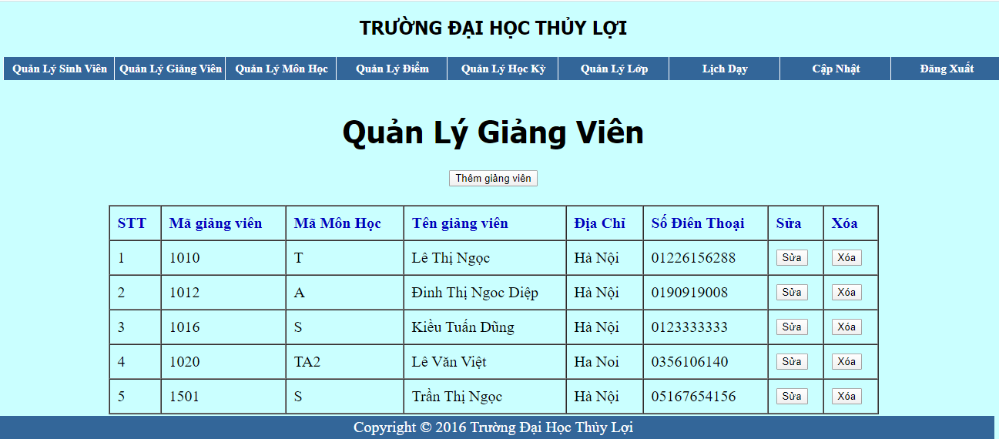 TRƯỜNG ĐẠI HỌC THỦY LỢI
Quản Lý Sinh Viên Quản Lý Giảng Viên Quản Lý Môn Học Quản Lý Điểm Quản Lý Học Kỳ Quản Lý Lớp Lịch Dạy Cập Nhật Đăng Xuất
Quản Lý Giảng Viên
Thêm giảng viên
STT Mã giảng viên Mã Môn Học Tên giảng viên Địa Chỉ Số Điên Thoại Sửa Xóa
1 1010 T Lê Thị Ngọc Hà Nội 01226156288 Sửa Xóa
2 1012 A Đinh Thị Ngoc Diệp Hà Nội 0190919008 Sửa Xóa
3 1016 S Kiều Tuấn Dũng Hà Nội 0123333333 Sửa Xóa
4 1020 TA2 Lê Văn Việt Ha Noi 0356106140 Sửa Xóa
5 1501 S Trần Thị Ngọc Hà Nội 05167654156 Sửa Xóa
Copyright © 2016 Trường Đại Học Thủy Lợi